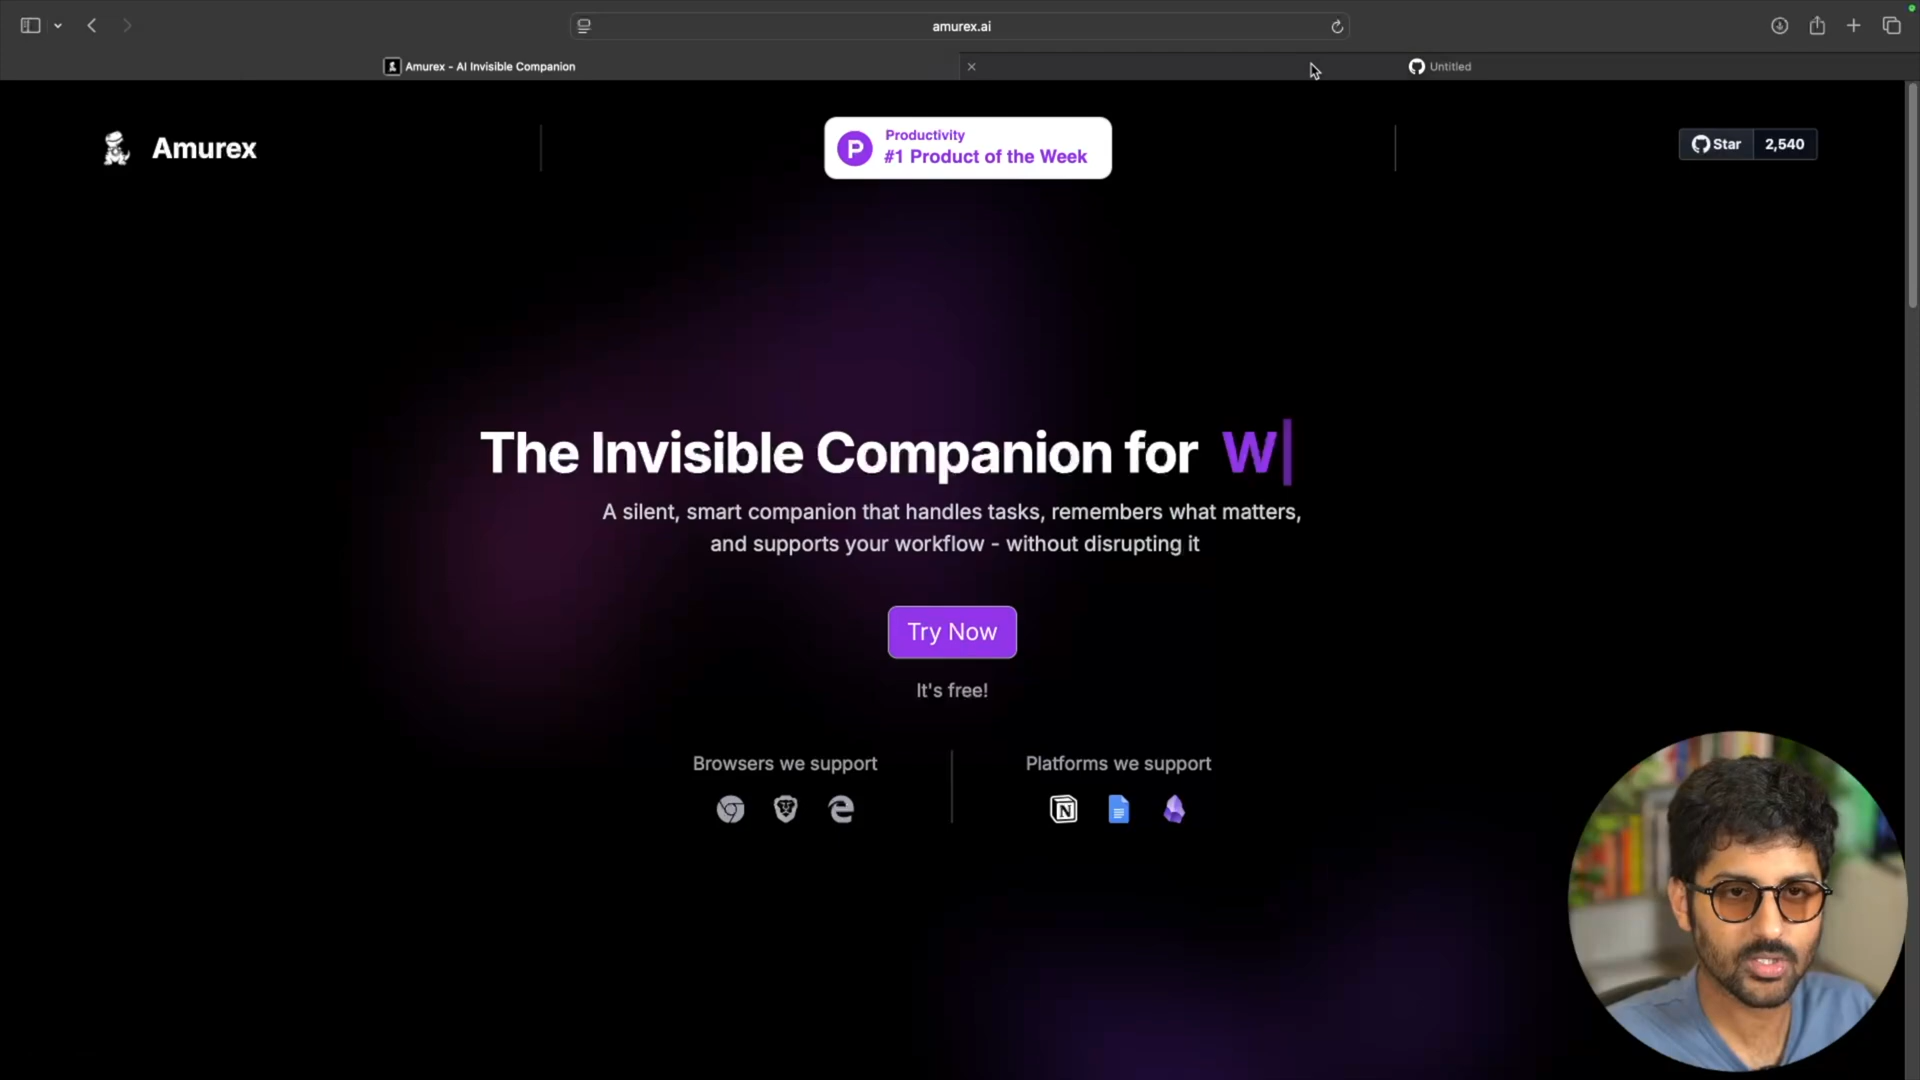 amurex.ai
Amurex - AI Invisible Companion
Untitled
Amurex
P
Productivity
#1 Product of the Week
Star 2,540
The Invisible Companion for W
A silent, smart companion that handles tasks, remembers what matters,
and supports your workflow - without disrupting it
Try Now
It's free!
Browsers we support
Platforms we support
N